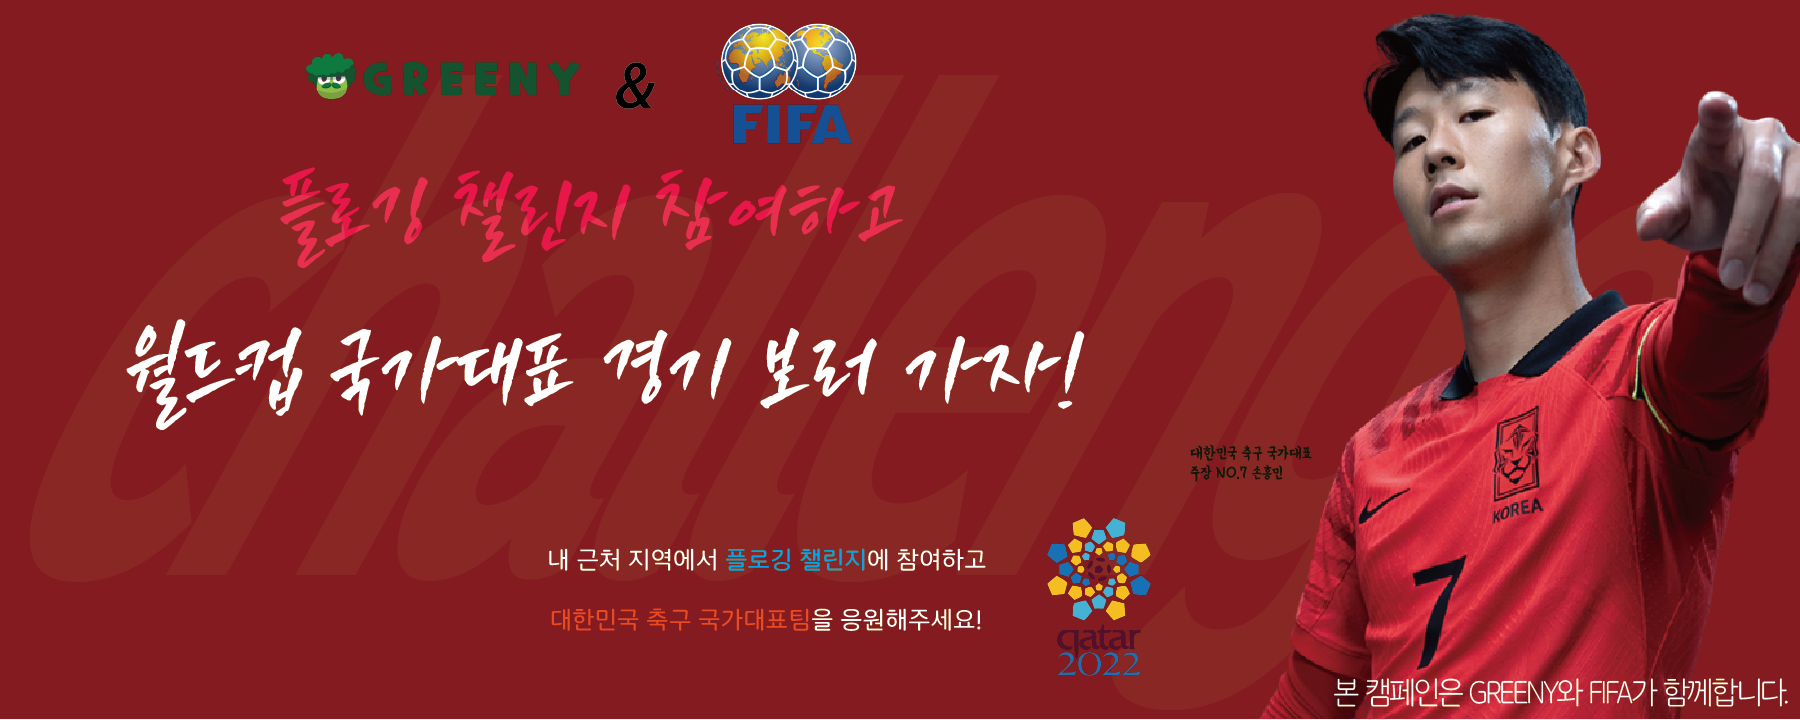 GREENY & FIFA
challenge
플로깅 챌린지 참여하고
월드컵 국가대표 경기 보러 가자!
대한민국 축구 국가대표
주장 NO.7 손흥민
KOREA
7
내 근처 지역에서 플로깅 챌린지에 참여하고
대한민국 축구 국가대표팀을 응원해주세요!
qatar
2022
본 캠페인은 GREENY와 FIFA가 함께합니다.